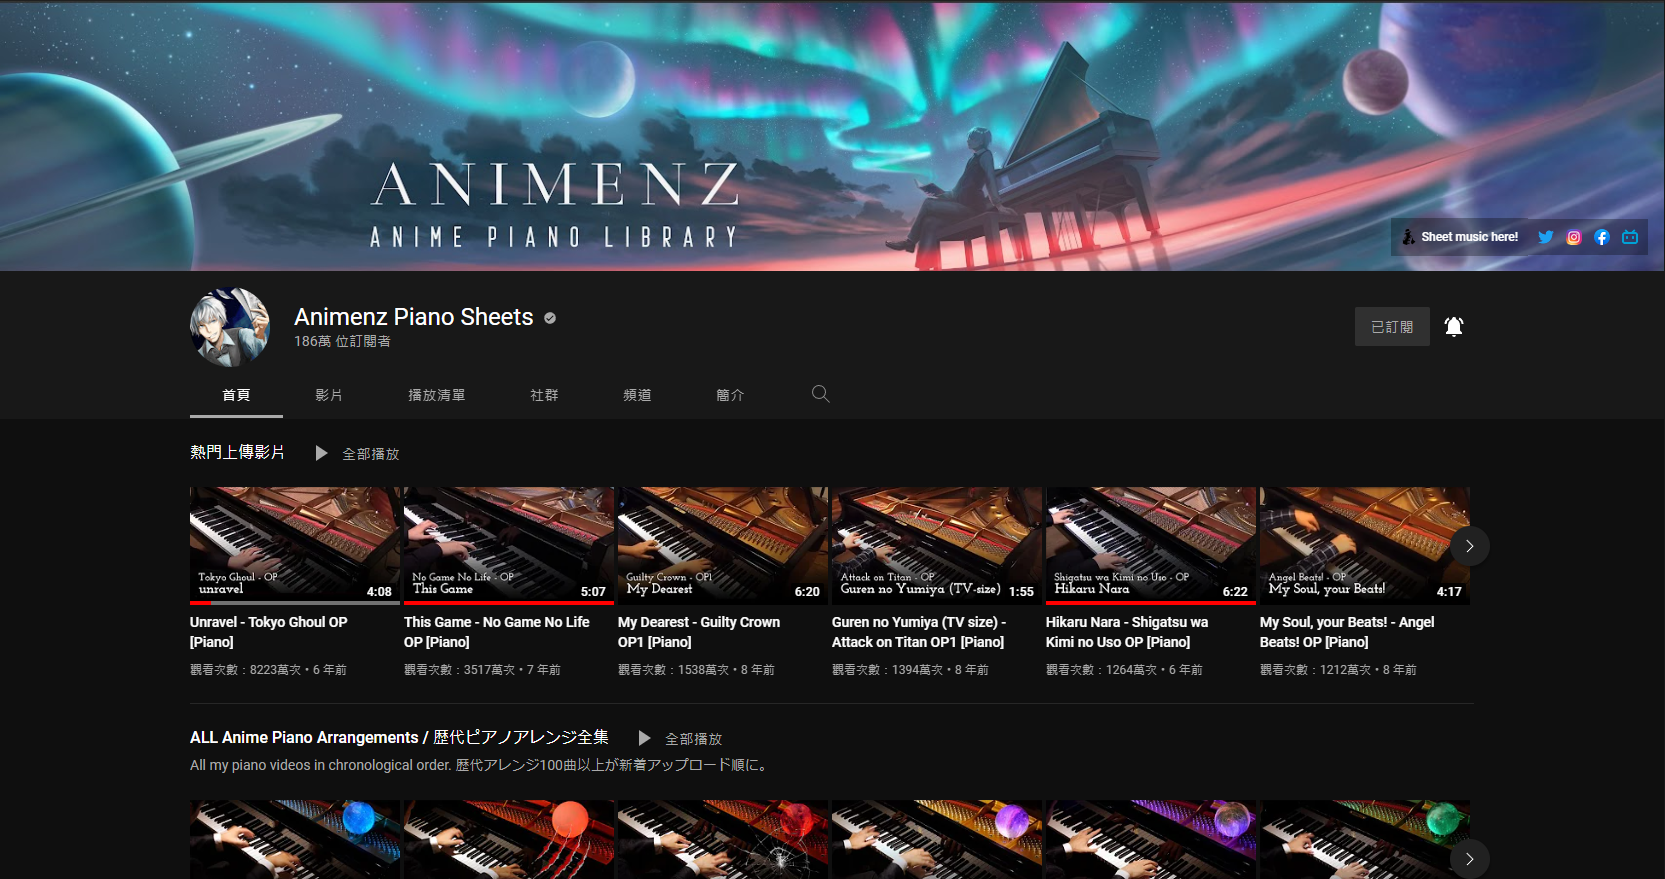 ANIMENZ
ANIME PIANO LIBRARY
Sheet music here!
Animenz Piano Sheets
186萬 位訂閱者
已訂閱
首頁 影片 播放清單 社群 頻道 簡介
熱門上傳影片 全部播放
Tokyo Ghoul - OP
unravel
4:08
Unravel - Tokyo Ghoul OP
[Piano]
觀看次數：8223萬次・6 年前
No Game No Life - OP
This Game
5:07
This Game - No Game No Life
OP [Piano]
觀看次數：3517萬次・7 年前
Guilty Crown - OP1
My Dearest
6:20
My Dearest - Guilty Crown
OP1 [Piano]
觀看次數：1538萬次・8 年前
Attack on Titan - OP
Guren no Yumiya (TV-size)
1:55
Guren no Yumiya (TV size) -
Attack on Titan OP1 [Piano]
觀看次數：1394萬次・8 年前
Shigatsu wa Kimi no Uso - OP
Hikaru Nara
6:22
Hikaru Nara - Shigatsu wa
Kimi no Uso OP [Piano]
觀看次數：1264萬次・6 年前
Angel Beats! - OP
My Soul, your Beats!
4:17
My Soul, your Beats! - Angel
Beats! OP [Piano]
觀看次數：1212萬次・8 年前
ALL Anime Piano Arrangements / 歴代ピアノアレンジ全集 全部播放
All my piano videos in chronological order. 歴代アレンジ100曲以上が新着アップロード順に。